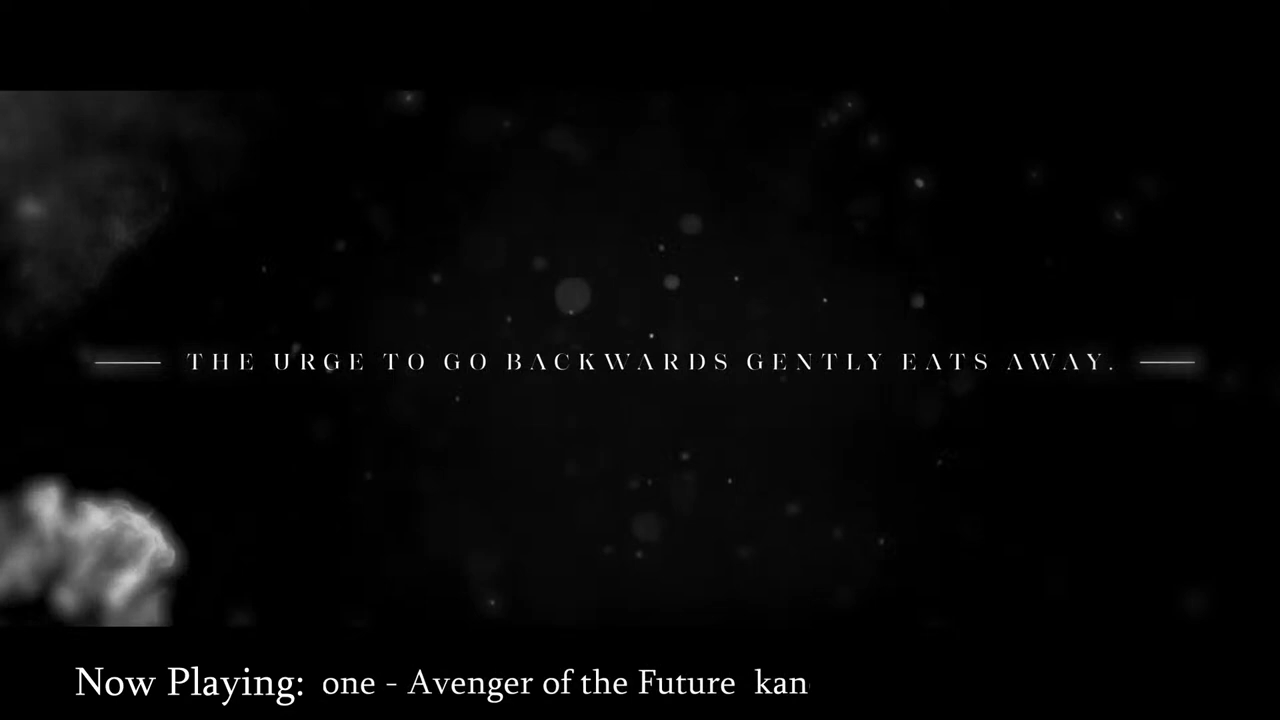 THE URGE TO GO BACKWARDS GENTLY EATS AWAY.
Now Playing: one - Avenger of the Future kan